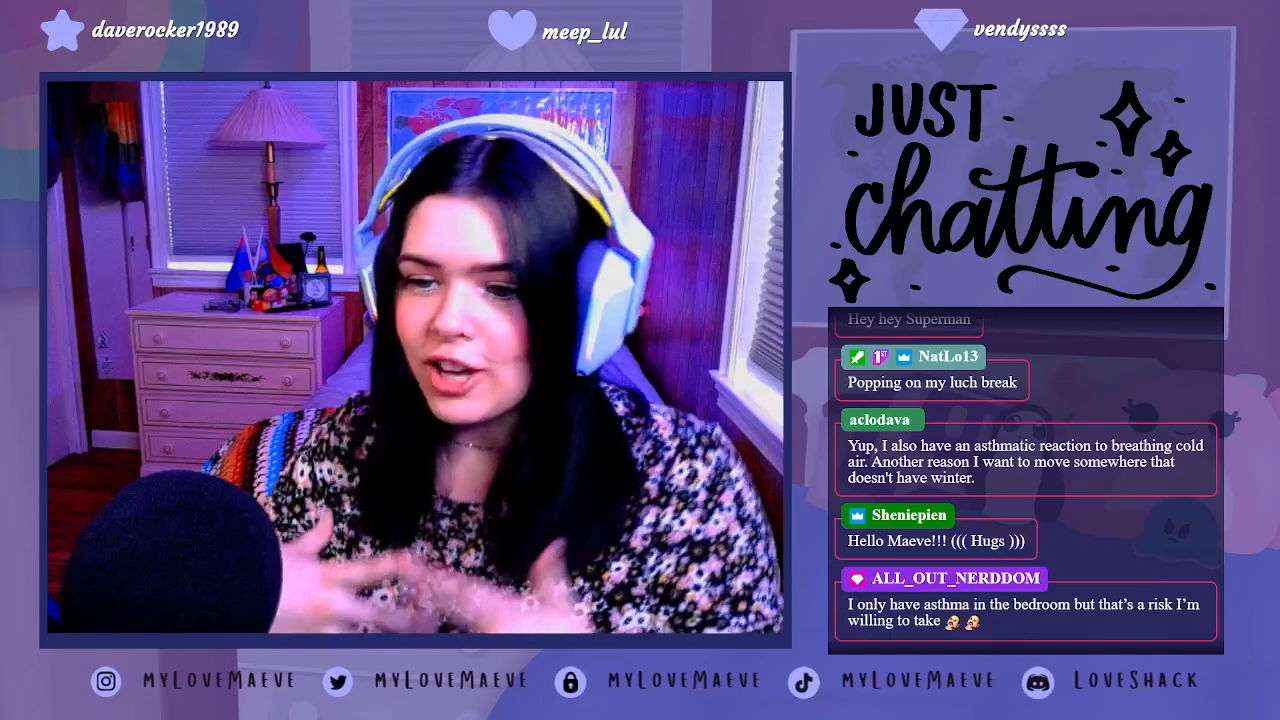 daverocker1989
meep_lul
vendyssss
JUST
chatting
Hey hey Superman
1ST NatLo13
Popping on my luch break
aclodava
Yup, I also have an asthmatic reaction to breathing cold
air. Another reason I want to move somewhere that
doesn't have winter.
Sheniepien
Hello Maeve!!! ((( Hugs )))
ALL_OUT_NERDDOM
I only have asthma in the bedroom but that’s a risk I’m
willing to take
MYLOVEMAEVE
MYLOVEMAEVE
MYLOVEMAEVE
MYLOVEMAEVE
LOVESHACK